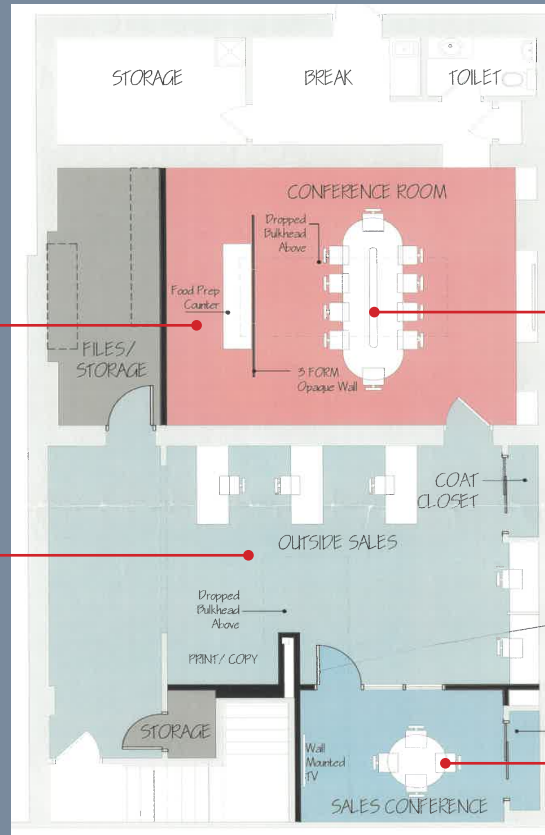 STORAGE
BREAK
TOILET
CONFERENCE ROOM
Dropped
Bulkhead
Above
Food Prep
Counter
FILES/
STORAGE
3 FORM
Opaque Wall
COAT
CLOSET
OUTSIDE SALES
Dropped
Bulkhead
Above
PRINT/ COPY
STORAGE
Wall
Mounted
TV
SALES CONFERENCE